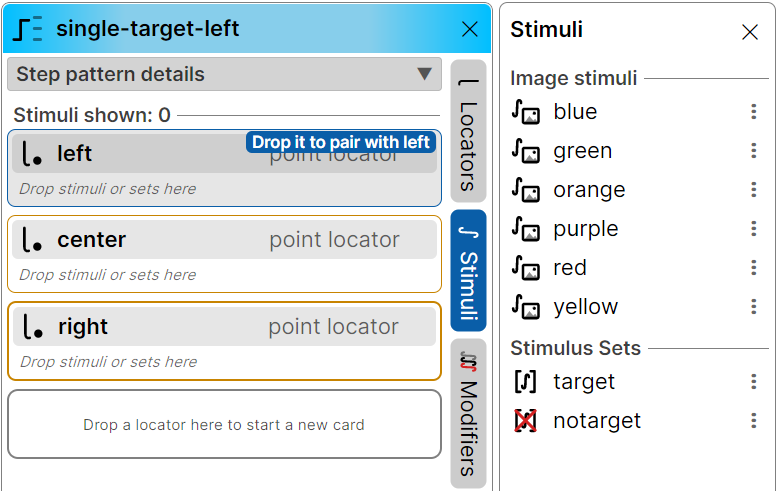 single-target-left
Step pattern details
Stimuli shown: 0
Drop it to pair with left
left point locator
Drop stimuli or sets here
center point locator
Drop stimuli or sets here
right point locator
Drop stimuli or sets here
Drop a locator here to start a new card
Locators
Stimuli
Modifiers
Stimuli
Image stimuli
blue
green
orange
purple
red
yellow
Stimulus Sets
target
notarget